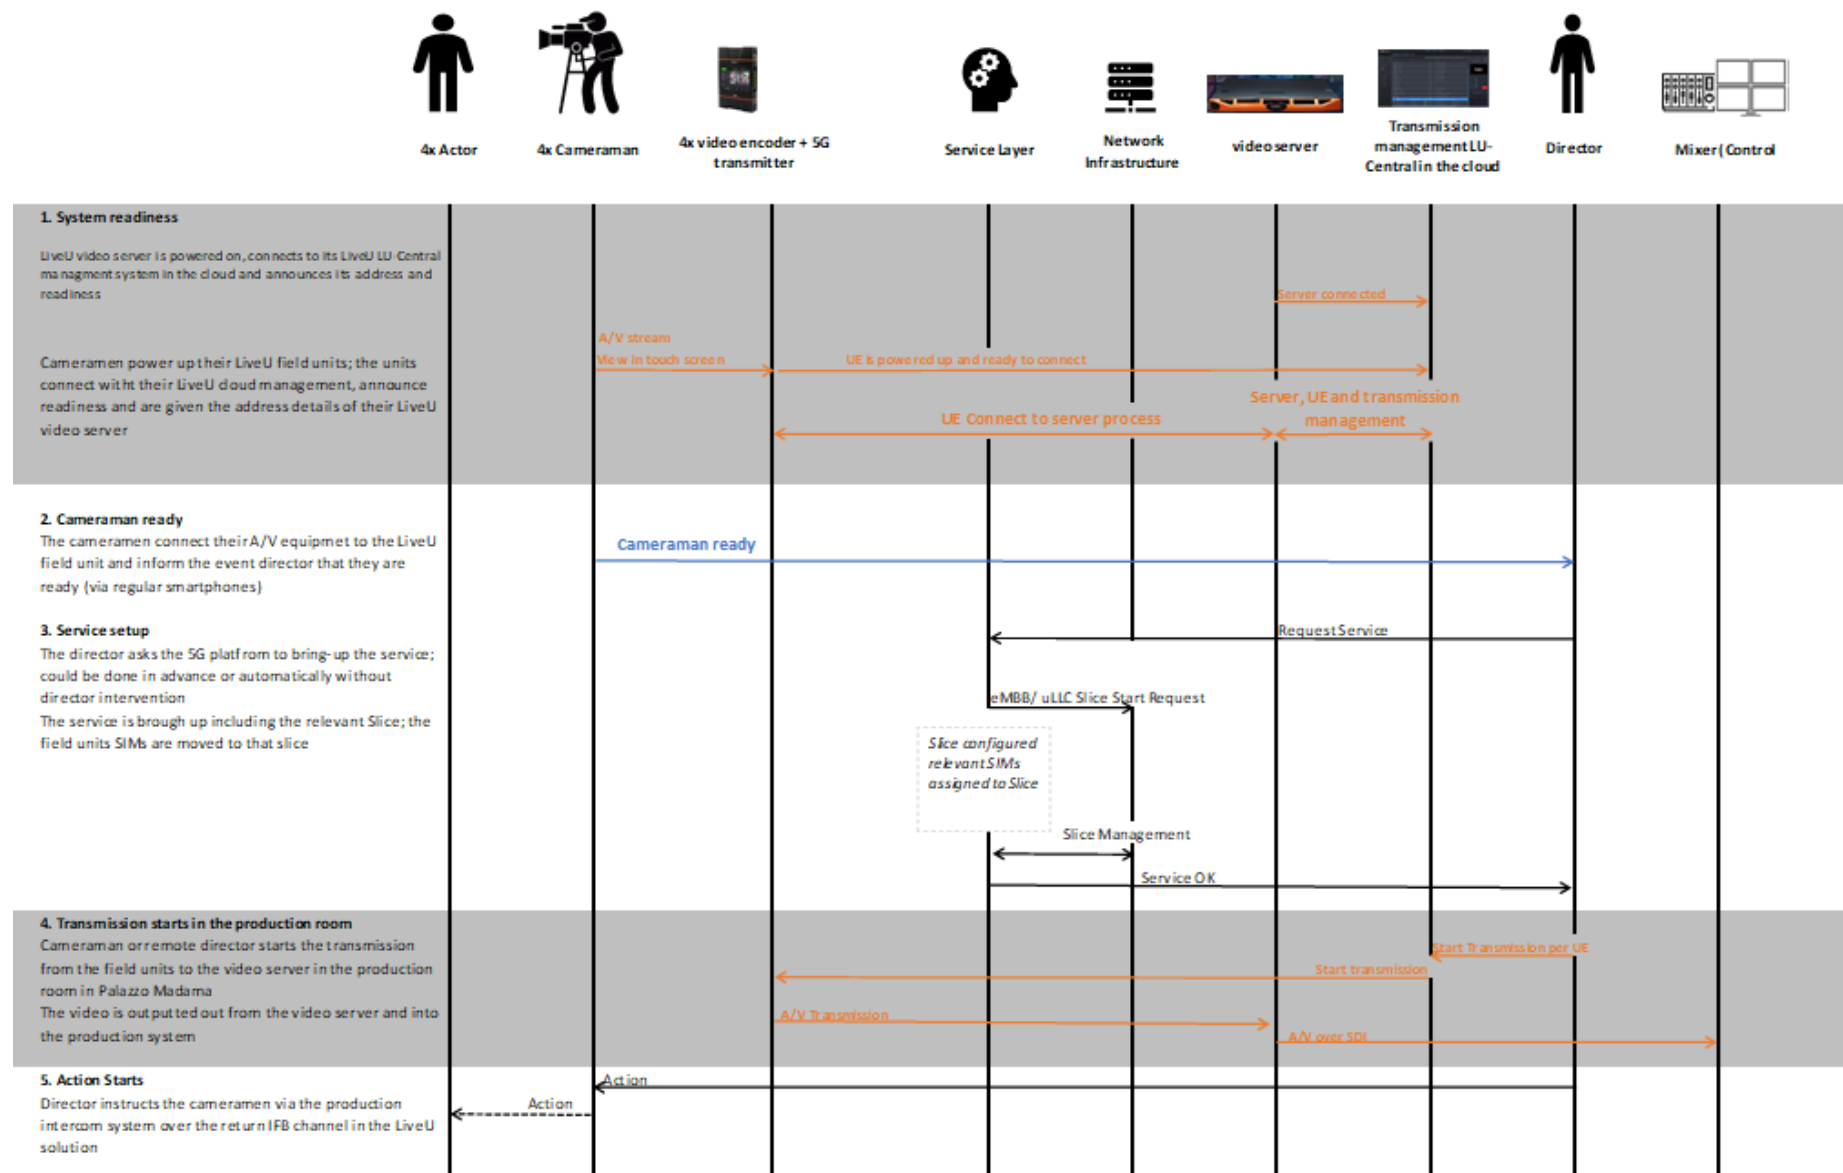 4x Actor
4x Cameraman
4x video encoder + 5G
transmitter
Service Layer
Network
Infrastructure
video server
Transmission
management LU-
Central in the cloud
Director
Mixer ( Control
1. System readiness
LiveU video server is powered on, connects to its LiveU LU-Central
managment system in the cloud and announces its address and
readiness
Server connected
A/V stream
View in touch screen
UE is powered up and ready to connect
Cameramen power up their LiveU field units; the units
connect witht their LiveU cloud management, announce
readiness and are given the address details of their LiveU
video server
Server, UE and transmission
management
UE Connect to server process
2. Cameraman ready
The cameramen connect their A/V equipmet to the LiveU
field unit and inform the event director that they are
ready (via regular smartphones)
Cameraman ready
3. Service setup
The director asks the 5G platfrom to bring-up the service;
could be done in advance or automatically without
director intervention
The service is brough up including the relevant Slice; the
field units SIMs are moved to that slice
Request Service
eMBB/ uLLC Slice Start Request
Slice configured
relevant SIMs
assigned to Slice
Slice Management
Service OK
4. Transmission starts in the production room
Cameraman or remote director starts the transmission
from the field units to the video server in the production
room in Palazzo Madama
The video is outputted out from the video server and into
the production system
Start Transmission per UE
Start transmission
A/V Transmission
A/V over SDI
5. Action Starts
Director instructs the cameramen via the production
intercom system over the return IFB channel in the LiveU
solution
Action
Action